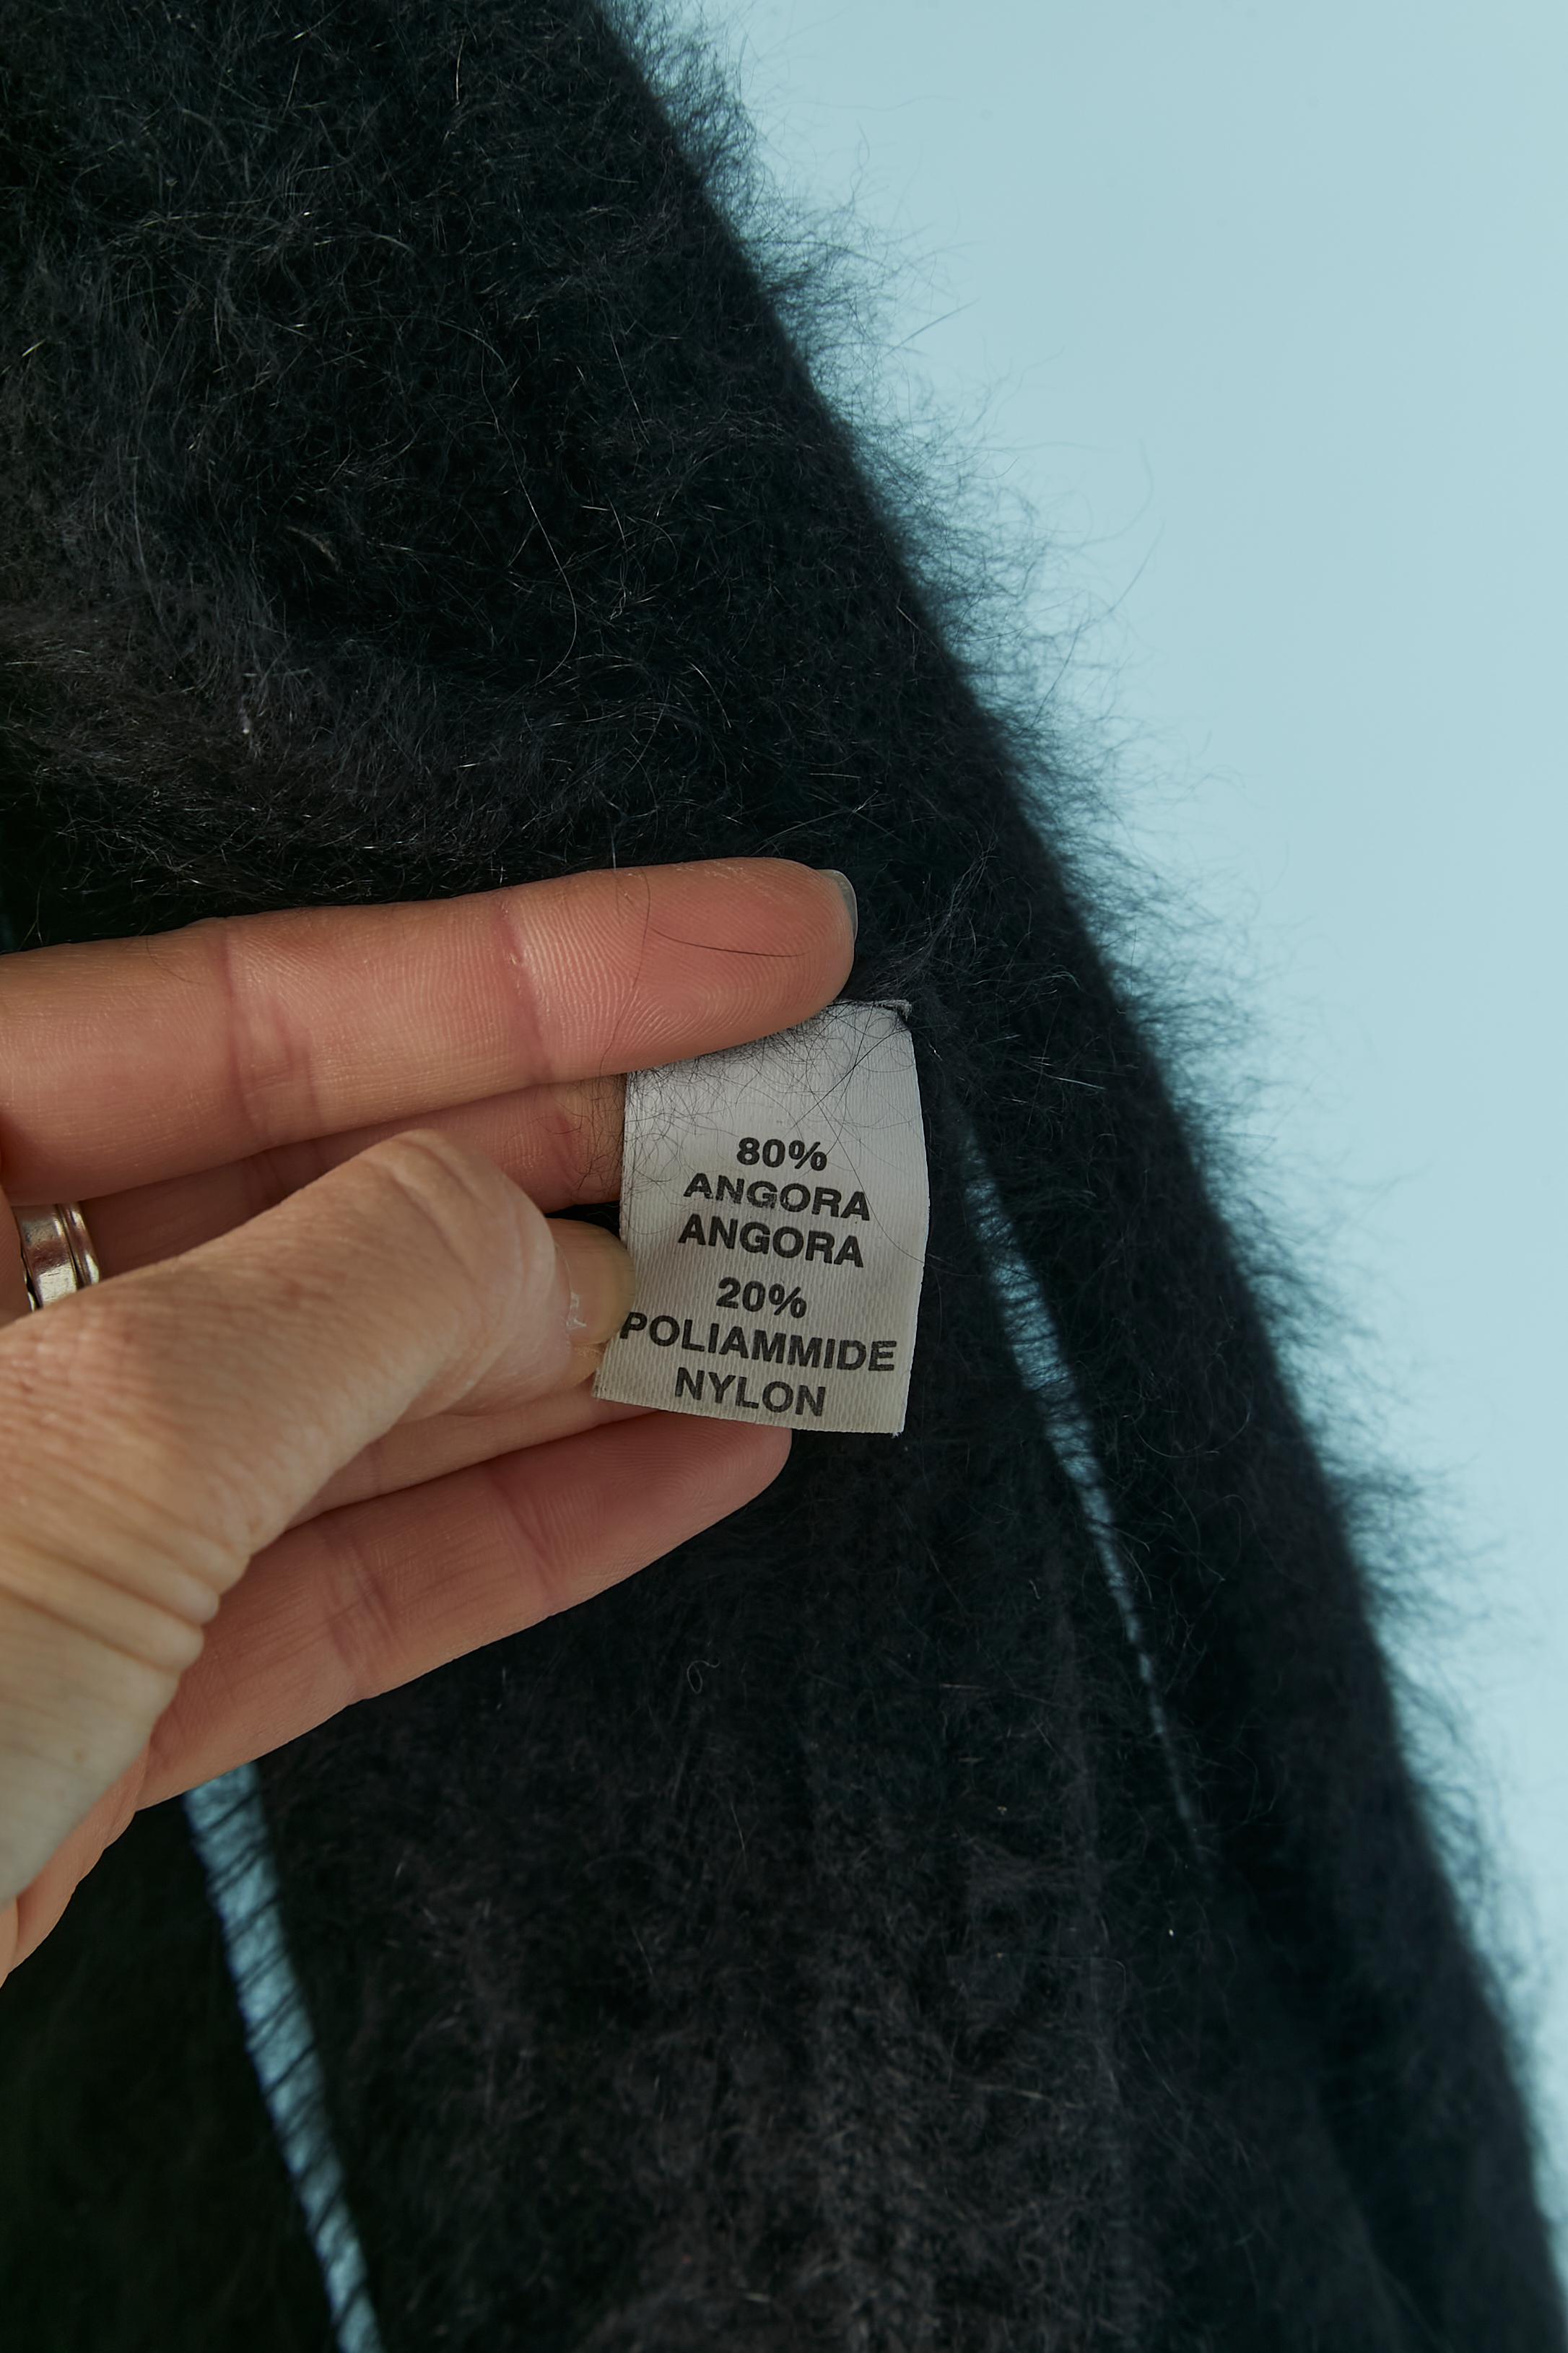 80%
ANGORA
ANGORA
20%
POLIAMMIDE
NYLON